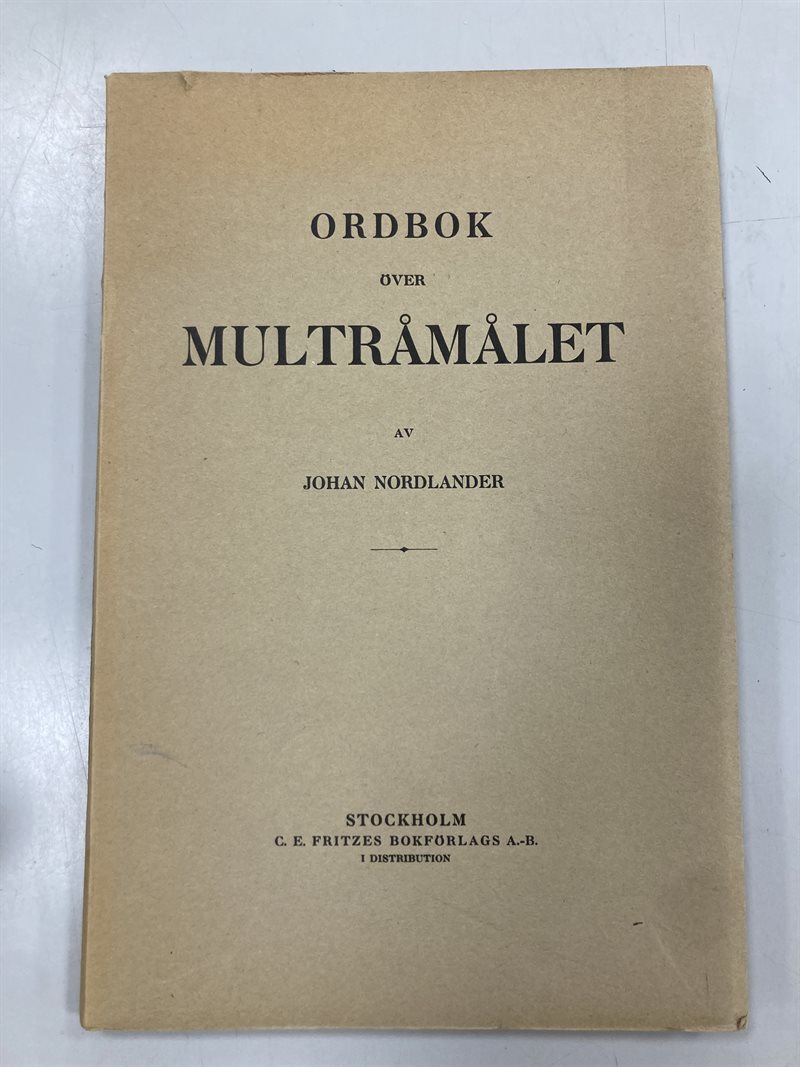 ORDBOK
ÖVER
MULTRÅMÅLET
AV
JOHAN NORDLANDER
STOCKHOLM
C. E. FRITZES BOKFÖRLAGS A.-B.
I DISTRIBUTION